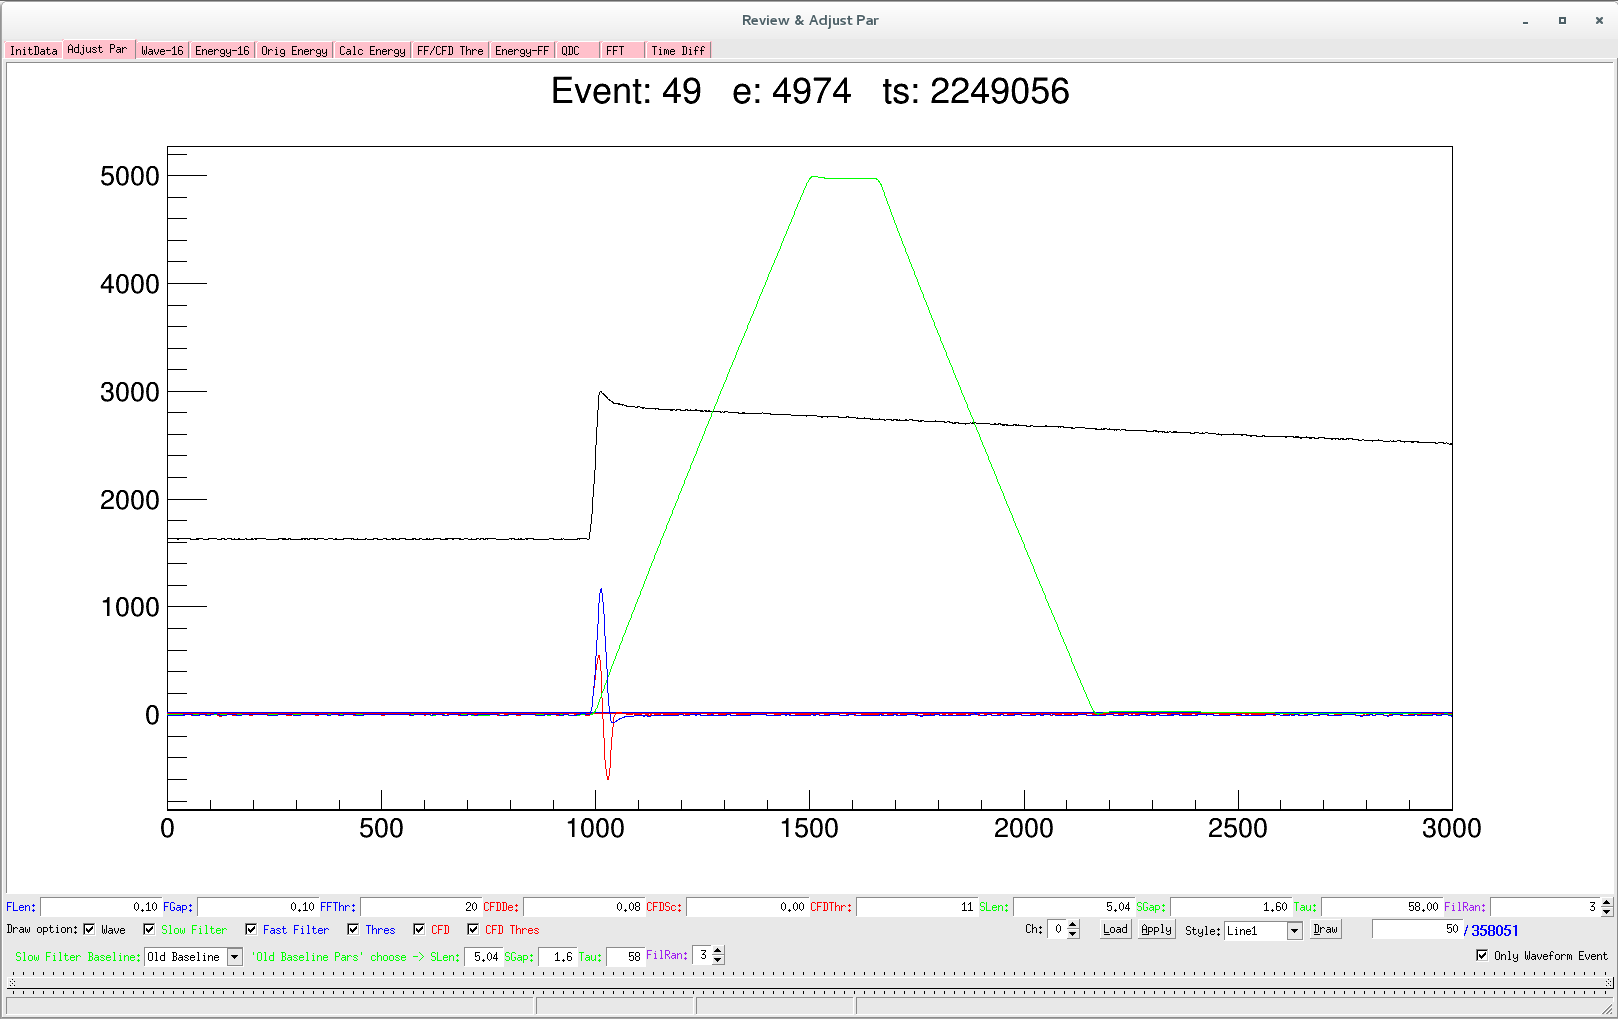 Review & Adjust Par
InitData Adjust Par Wave-16 Energy-16 Orig Energy Calc Energy FF/CFD Thre Energy-FF QDC FFT Time Diff
Event: 49 e: 4974 ts: 2249056
5000
4000
3000
2000
1000
0
0 500 1000 1500 2000 2500 3000
FLen: 0.10 FGap: 0.10 FFThr: 20 CFDDe: 0.08 CFDSc: 0.00 CFDThr: 11 SLen: 5.04 SGap: 1.60 Tau: 58.00 FilRan: 3
Draw option: Wave Slow Filter Fast Filter Thres CFD CFD Thres Ch: 0 Load Apply Style: Line1 Draw 50 / 358051
Slow Filter Baseline: Old Baseline 'Old Baseline Pars' choose -> SLen: 5.04 SGap: 1.6 Tau: 58 FilRan: 3 Only Waveform Event